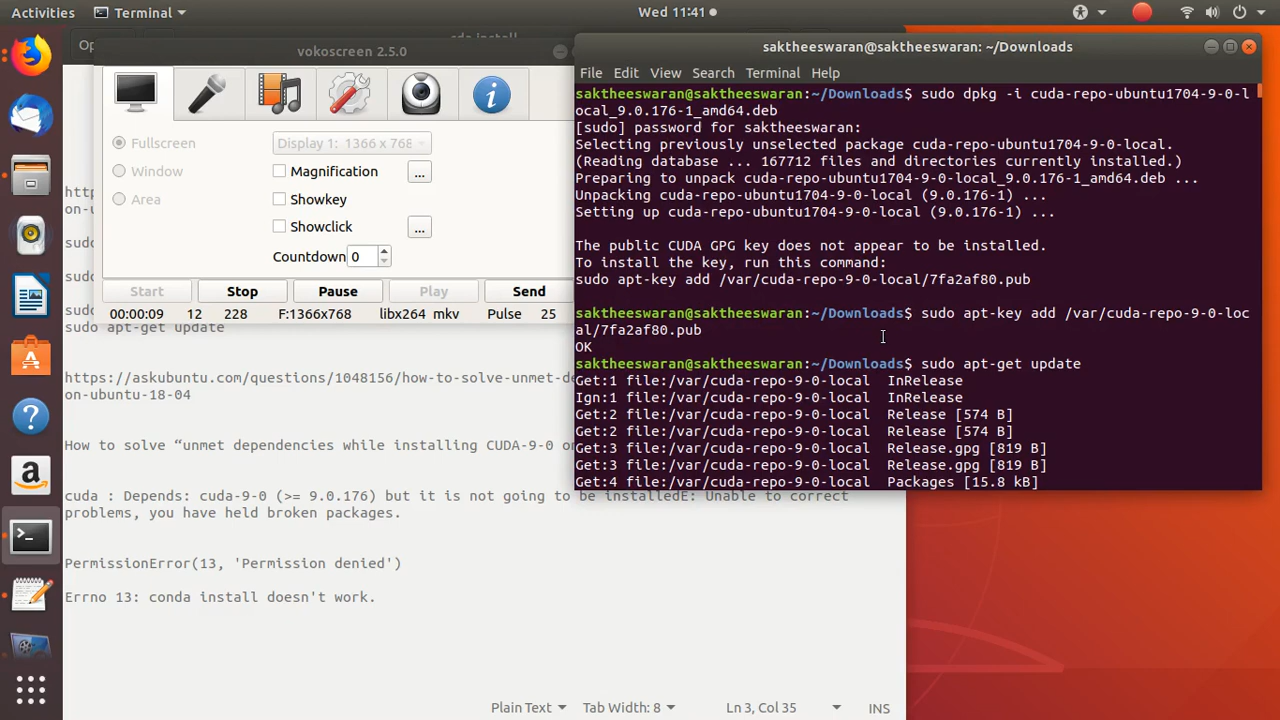 Activities
Terminal
Wed 11:41
vokoscreen 2.5.0
Fullscreen
Window
Area
Display 1: 1366 x 768
Magnification
...
Showkey
Showclick
...
Countdown
0
Start
Stop
Pause
Play
Send
00:00:09
12
228
F:1366x768
libx264
mkv
Pulse
25
saktheeswaran@saktheeswaran: ~/Downloads
File Edit View Search Terminal Help
saktheeswaran@saktheeswaran:~/Downloads$ sudo dpkg -i cuda-repo-ubuntu1704-9-0-l
ocal_9.0.176-1_amd64.deb
[sudo] password for saktheeswaran:
Selecting previously unselected package cuda-repo-ubuntu1704-9-0-local.
(Reading database ... 167712 files and directories currently installed.)
Preparing to unpack cuda-repo-ubuntu1704-9-0-local_9.0.176-1_amd64.deb ...
Unpacking cuda-repo-ubuntu1704-9-0-local (9.0.176-1) ...
Setting up cuda-repo-ubuntu1704-9-0-local (9.0.176-1) ...
The public CUDA GPG key does not appear to be installed.
To install the key, run this command:
sudo apt-key add /var/cuda-repo-9-0-local/7fa2af80.pub
saktheeswaran@saktheeswaran:~/Downloads$ sudo apt-key add /var/cuda-repo-9-0-loc
al/7fa2af80.pub
OK
saktheeswaran@saktheeswaran:~/Downloads$ sudo apt-get update
Get:1 file:/var/cuda-repo-9-0-local InRelease
Ign:1 file:/var/cuda-repo-9-0-local InRelease
Get:2 file:/var/cuda-repo-9-0-local Release [574 B]
Get:2 file:/var/cuda-repo-9-0-local Release [574 B]
Get:3 file:/var/cuda-repo-9-0-local Release.gpg [819 B]
Get:3 file:/var/cuda-repo-9-0-local Release.gpg [819 B]
Get:4 file:/var/cuda-repo-9-0-local Packages [15.8 kB]
sudo apt-get update
https://askubuntu.com/questions/1048156/how-to-solve-unmet-de
on-ubuntu-18-04
How to solve “unmet dependencies while installing CUDA-9-0 on
cuda : Depends: cuda-9-0 (>= 9.0.176) but it is not going to be installedE: Unable to correct
problems, you have held broken packages.
PermissionError(13, 'Permission denied')
Errno 13: conda install doesn't work.
Plain Text
Tab Width: 8
Ln 3, Col 35
INS